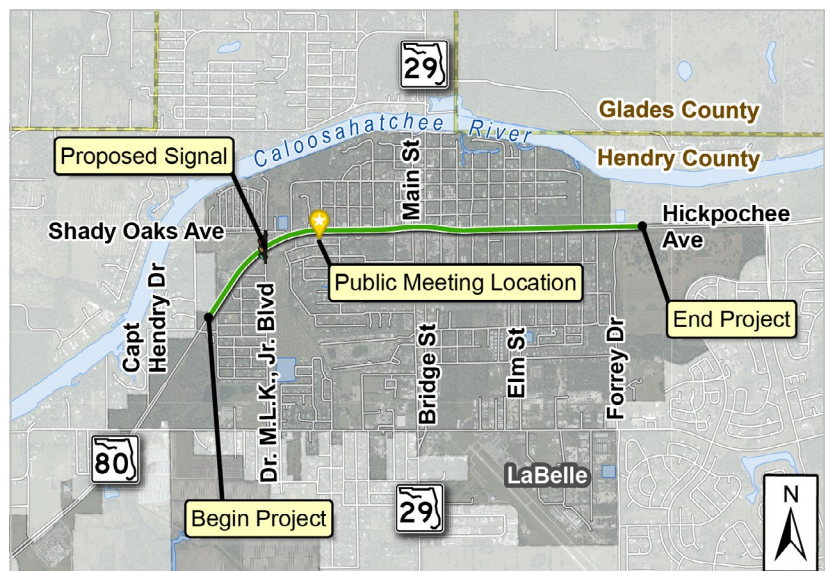 29
Glades County
Caloosahatchee River
Hendry County
Proposed Signal
Main St
Shady Oaks Ave
Hickpochee
Ave
Public Meeting Location
Capt
Hendry Dr
End Project
Dr. M.L.K., Jr. Blvd
Bridge St
Elm St
Forrey Dr
80
LaBelle
29
Begin Project
N